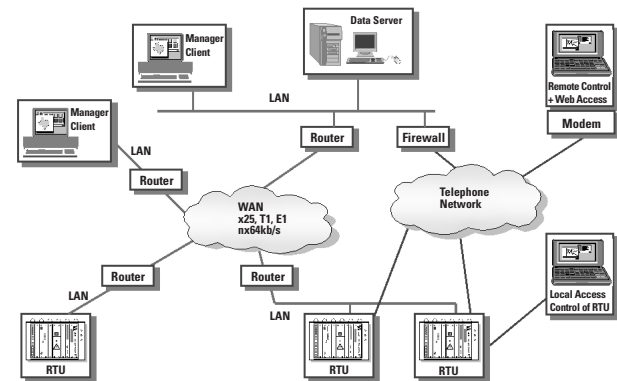 Manager
Client
Data Server
Remote Control
+ Web Access
Modem
LAN
Manager
Client
Router
Firewall
LAN
Router
Telephone
Network
WAN
x25, T1, E1
nx64kb/s
Router
Router
LAN
LAN
Local Access
Control of RTU
RTU
RTU
RTU